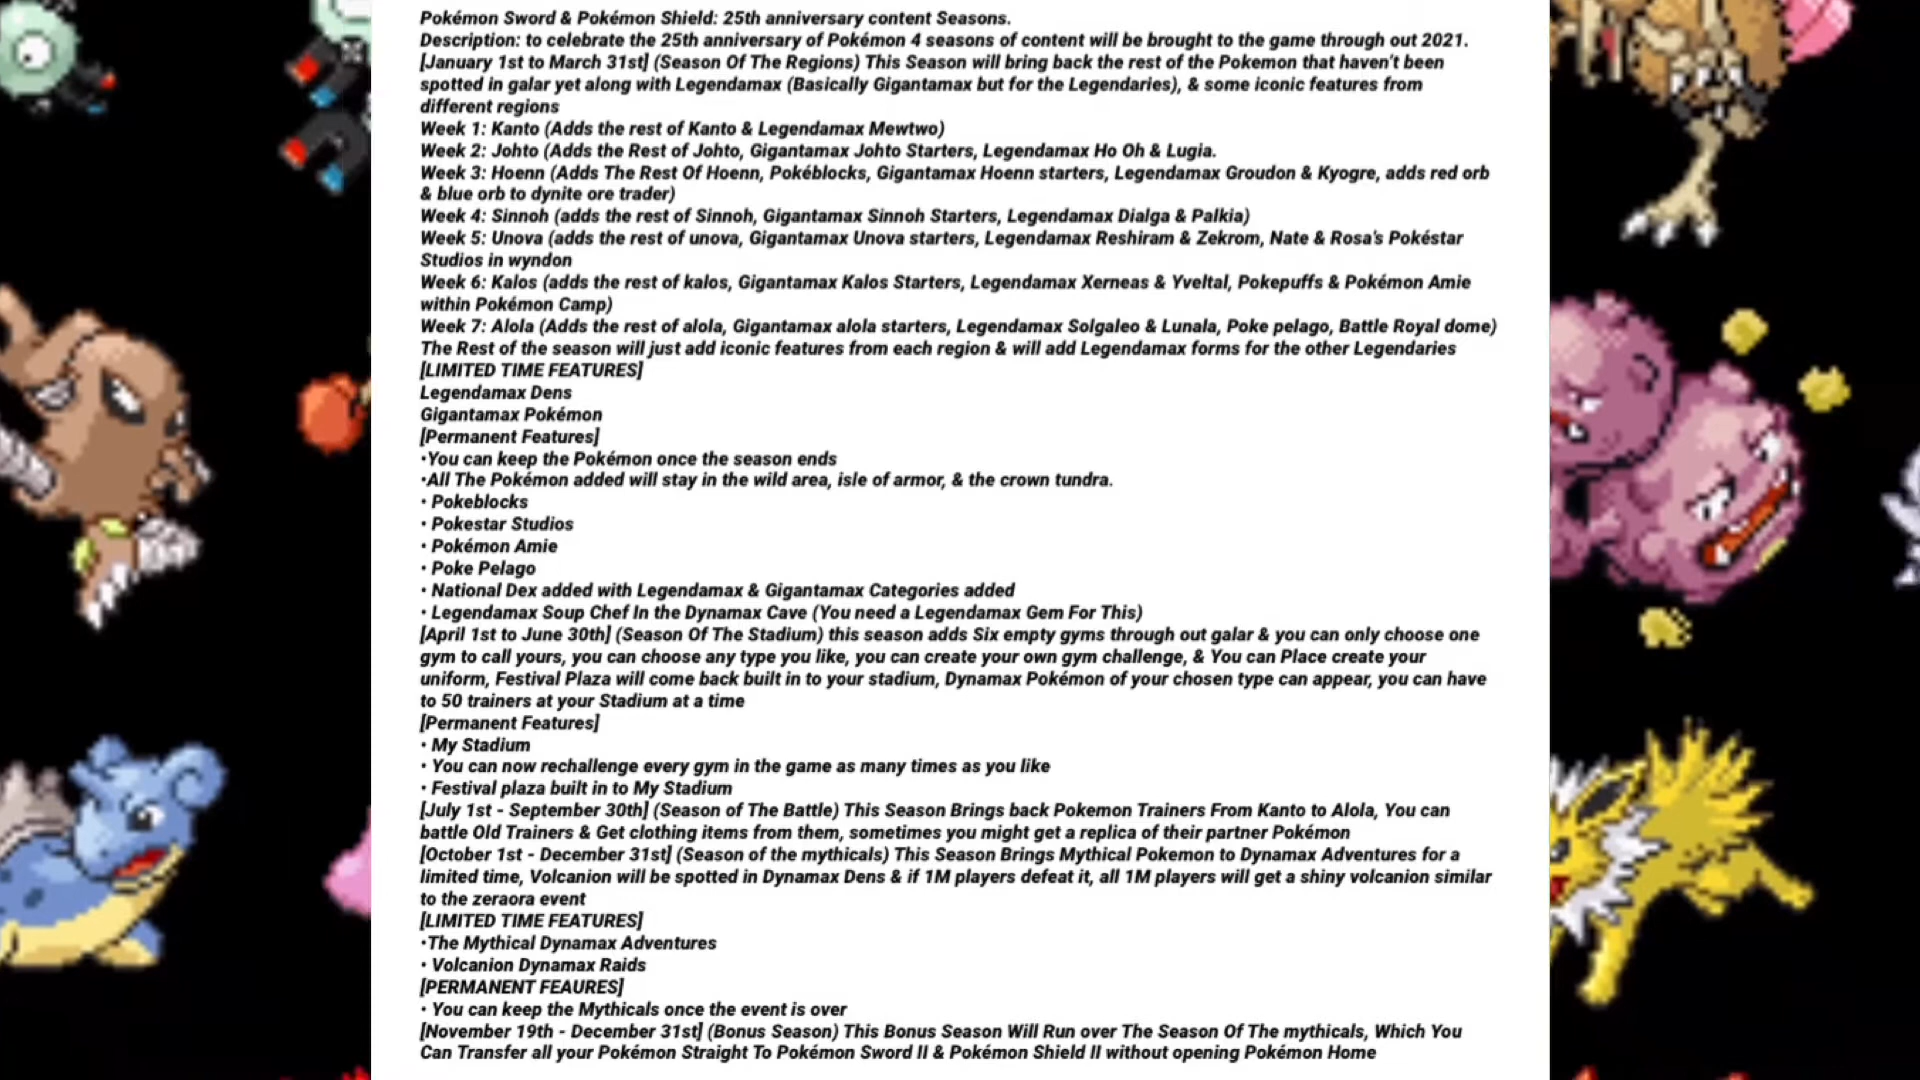 Pokémon Sword & Pokémon Shield: 25th anniversary content Seasons.
Description: to celebrate the 25th anniversary of Pokémon 4 seasons of content will be brought to the game through out 2021.
[January 1st to March 31st] (Season Of The Regions) This Season will bring back the rest of the Pokemon that haven't been
spotted in galar yet along with Legendamax (Basically Gigantamax but for the Legendaries), & some iconic features from
different regions
Week 1: Kanto (Adds the rest of Kanto & Legendamax Mewtwo)
Week 2: Johto (Adds the Rest of Johto, Gigantamax Johto Starters, Legendamax Ho Oh & Lugia.
Week 3: Hoenn (Adds The Rest Of Hoenn, Pokéblocks, Gigantamax Hoenn starters, Legendamax Groudon & Kyogre, adds red orb
& blue orb to dynite ore trader)
Week 4: Sinnoh (adds the rest of Sinnoh, Gigantamax Sinnoh Starters, Legendamax Dialga & Palkia)
Week 5: Unova (adds the rest of unova, Gigantamax Unova starters, Legendamax Reshiram & Zekrom, Nate & Rosa's Pokéstar
Studios in wyndon
Week 6: Kalos (adds the rest of kalos, Gigantamax Kalos Starters, Legendamax Xerneas & Yveltal, Pokepuffs & Pokémon Amie
within Pokémon Camp)
Week 7: Alola (Adds the rest of alola, Gigantamax alola starters, Legendamax Solgaleo & Lunala, Poke pelago, Battle Royal dome)
The Rest of the season will just add iconic features from each region & will add Legendamax forms for the other Legendaries
[LIMITED TIME FEATURES]
Legendamax Dens
Gigantamax Pokémon
[Permanent Features]
•You can keep the Pokémon once the season ends
•All The Pokémon added will stay in the wild area, isle of armor, & the crown tundra.
• Pokeblocks
• Pokestar Studios
• Pokémon Amie
• Poke Pelago
• National Dex added with Legendamax & Gigantamax Categories added
• Legendamax Soup Chef In the Dynamax Cave (You need a Legendamax Gem For This)
[April 1st to June 30th] (Season Of The Stadium) this season adds Six empty gyms through out galar & you can only choose one
gym to call yours, you can choose any type you like, you can create your own gym challenge, & You can Place create your
uniform, Festival Plaza will come back built in to your stadium, Dynamax Pokémon of your chosen type can appear, you can have
to 50 trainers at your Stadium at a time
[Permanent Features]
• My Stadium
• You can now rechallenge every gym in the game as many times as you like
• Festival plaza built in to My Stadium
[July 1st - September 30th] (Season of The Battle) This Season Brings back Pokemon Trainers From Kanto to Alola, You can
battle Old Trainers & Get clothing items from them, sometimes you might get a replica of their partner Pokémon
[October 1st - December 31st] (Season of the mythicals) This Season Brings Mythical Pokemon to Dynamax Adventures for a
limited time, Volcanion will be spotted in Dynamax Dens & if 1M players defeat it, all 1M players will get a shiny volcanion similar
to the zeraora event
[LIMITED TIME FEATURES]
•The Mythical Dynamax Adventures
• Volcanion Dynamax Raids
[PERMANENT FEAURES]
• You can keep the Mythicals once the event is over
[November 19th - December 31st] (Bonus Season) This Bonus Season Will Run over The Season Of The mythicals, Which You
Can Transfer all your Pokémon Straight To Pokémon Sword II & Pokémon Shield II without opening Pokémon Home